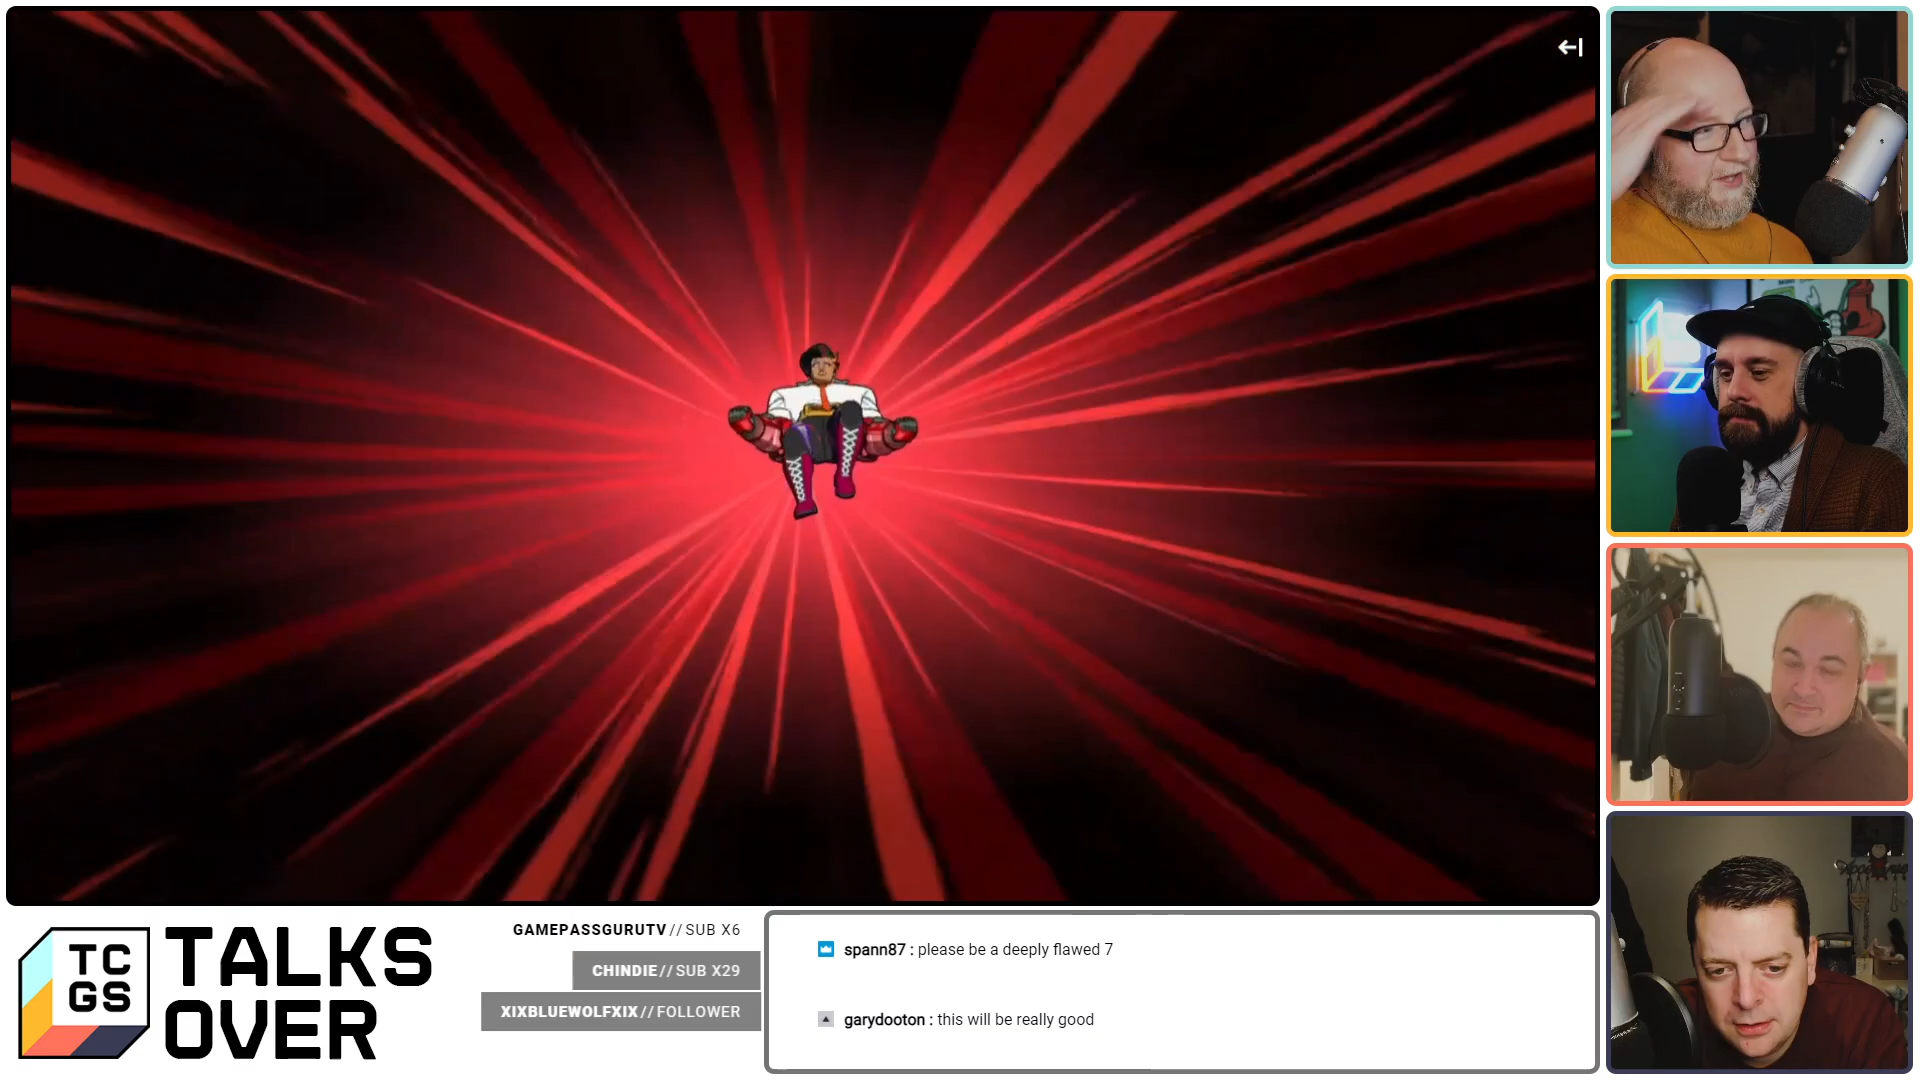 TC
GS
TALKS
OVER
GAMEPASSGURUTV // SUB X6
CHINDIE // SUB X29
XIXBLUEWOLFXIX // FOLLOWER
spann87 : please be a deeply flawed 7
garydooton : this will be really good